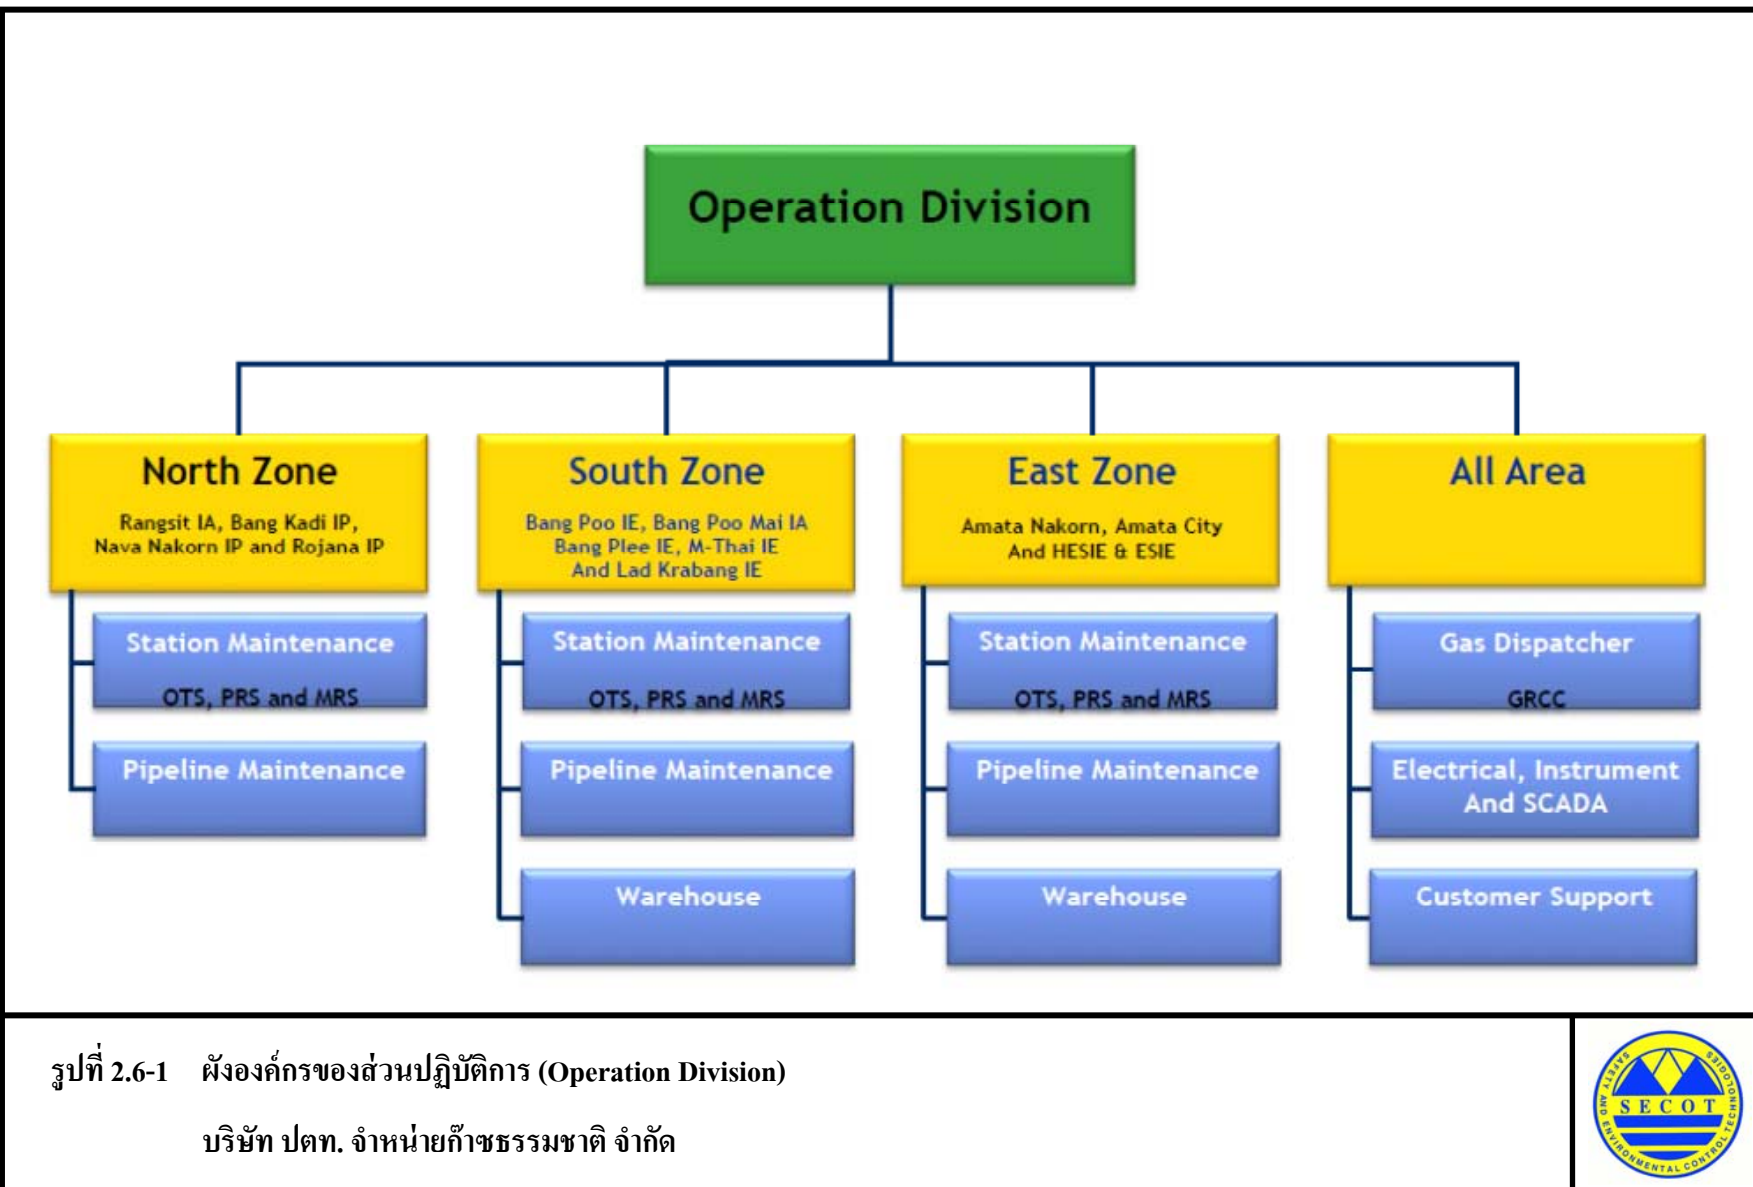 Operation Division
North Zone
Rangsit IA, Bang Kadi IP,
Nava Nakorn IP and Rojana IP
South Zone
Bang Poo IE, Bang Poo Mai IA
Bang Plee IE, M-Thai IE
And Lad Krabang IE
East Zone
Amata Nakorn, Amata City
And HESIE & ESIE
All Area
Station Maintenance
OTS, PRS and MRS
Pipeline Maintenance
Station Maintenance
OTS, PRS and MRS
Pipeline Maintenance
Warehouse
Station Maintenance
OTS, PRS and MRS
Pipeline Maintenance
Warehouse
Gas Dispatcher
GRCC
Electrical, Instrument
And SCADA
Customer Support
รูปที่ 2.6-1 ผังองค์กรของส่วนปฏิบัติการ (Operation Division)
บริษัท ปตท. จำหน่ายก๊าซธรรมชาติ จำกัด
SECOT
SAFETY AND ENVIRONMENTAL CONTROL TECHNOLOGIES